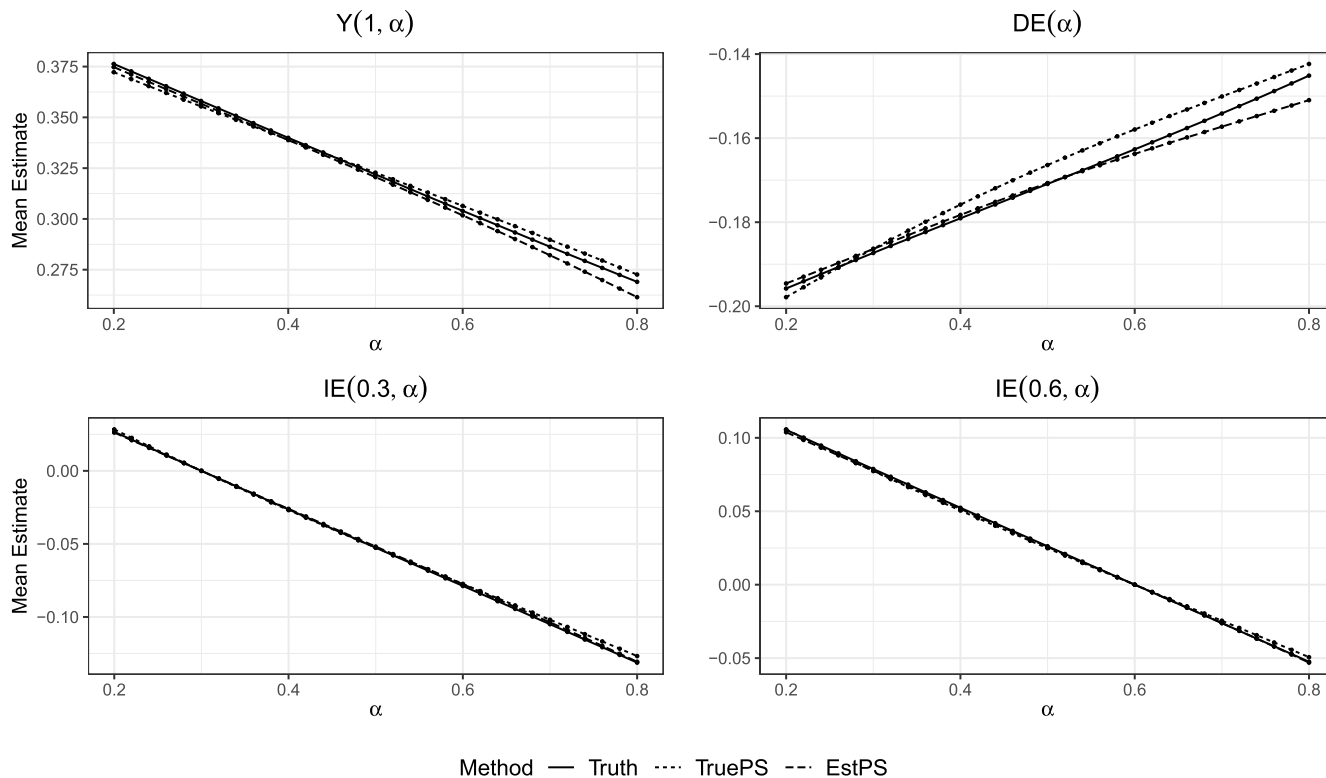 Y(1, α)
DE(α)
Mean Estimate
0.375
0.350
0.325
0.300
0.275
0.2 0.4 0.6 0.8
α
−0.14
−0.16
−0.18
−0.20
0.2 0.4 0.6 0.8
α
IE(0.3, α)
IE(0.6, α)
Mean Estimate
0.00
−0.05
−0.10
0.2 0.4 0.6 0.8
α
0.10
0.05
0.00
−0.05
0.2 0.4 0.6 0.8
α
Method Truth TruePS EstPS